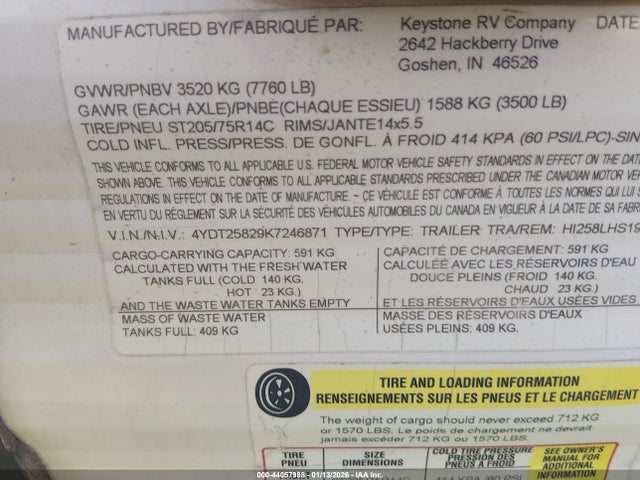 MANUFACTURED BY/FABRIQUÉ PAR: Keystone RV Company DATE
2642 Hackberry Drive
Goshen, IN 46526
GVWR/PNBV 3520 KG (7760 LB)
GAWR (EACH AXLE)/PNBE(CHAQUE ESSIEU) 1588 KG (3500 LB)
TIRE/PNEU ST205/75R14C RIMS/JANTE14x5.5
COLD INFL. PRESS/PRESS. DE GONFL. À FROID 414 KPA (60 PSI/LPC)-SIN
THIS VEHICLE CONFORMS TO ALL APPLICABLE U.S. FEDERAL MOTOR VEHICLE SAFETY STANDARDS IN EFFECT ON THE DATE
SHOWN ABOVE. THIS VEHICLE CONFORMS TO ALL APPLICABLE STANDARDS PRESCRIBED UNDER THE CANADIAN MOTOR VEH
REGULATIONS IN EFFECT ON THE DATE OF MANUFACTURE. ~ CE VÉHICULE EST CONFORME À TOUTES LES NORMES QUI LUI S
EN VERTU DU RÉGLEMENT SUR LA SÉCURITÉ DES VÉHICULES AUTOMOBILES DU CANADA EN VIGUEUR À LA DATE DE SA FABR
V.I.N./N.I.V.: 4YDT25829K7246871 TYPE/TYPE: TRAILER TRA/REM: HI258LHS19
CARGO-CARRYING CAPACITY: 591 KG
CALCULATED WITH THE FRESH WATER
TANKS FULL (COLD 140 KG.
HOT 23 KG.)
AND THE WASTE WATER TANKS EMPTY
MASS OF WASTE WATER
TANKS FULL: 409 KG
CAPACITÉ DE CHARGEMENT: 591 KG
CALCULÉE AVEC LES RÉSERVOIRS D'EAU
DOUCE PLEINS (FROID 140 KG.
CHAUD 23 KG.)
ET LES RÉSERVOIRS D'EAUX USÉES VIDES
MASSE DES RÉSERVOIRS D'EAUX
USÉES PLEINS: 409 KG.
TIRE AND LOADING INFORMATION
RENSEIGNEMENTS SUR LES PNEUS ET LE CHARGEMENT
The weight of cargo should never exceed 712 KG
or 1570 LBS. Le poids de chargement ne devrait
jamais excéder 712 KG ou 1570 LBS.
TIRE
PNEU
SIZE
DIMENSIONS
COLD TIRE PRESSURE
PRESSION DES
PNEUS A FROID
SEE OWNER'S
MANUAL FOR
ADDITIONAL
INFORMATION
000-44057988 - 01/13/2026 - IAA Inc.